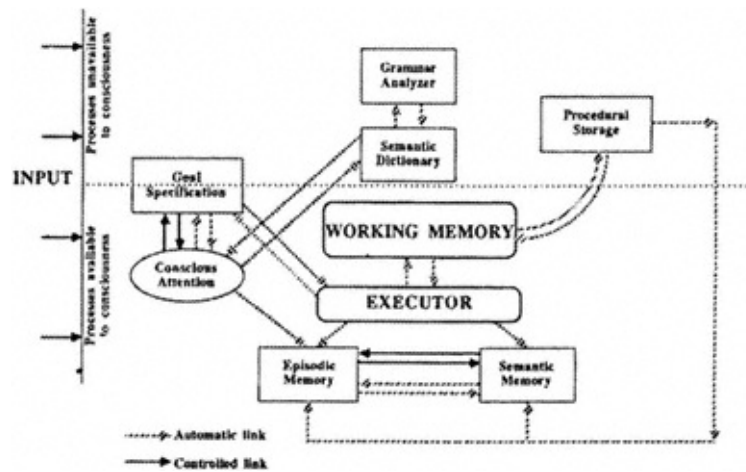 Processes unavailable
to consciousness
Grammar
Analyzer
Procedural
Storage
Semantic
Dictionary
INPUT
Goal
Specification
WORKING MEMORY
Conscious
Attention
EXECUTOR
Processes available
to consciousness
Episodic
Memory
Semantic
Memory
Automatic link
Controlled link